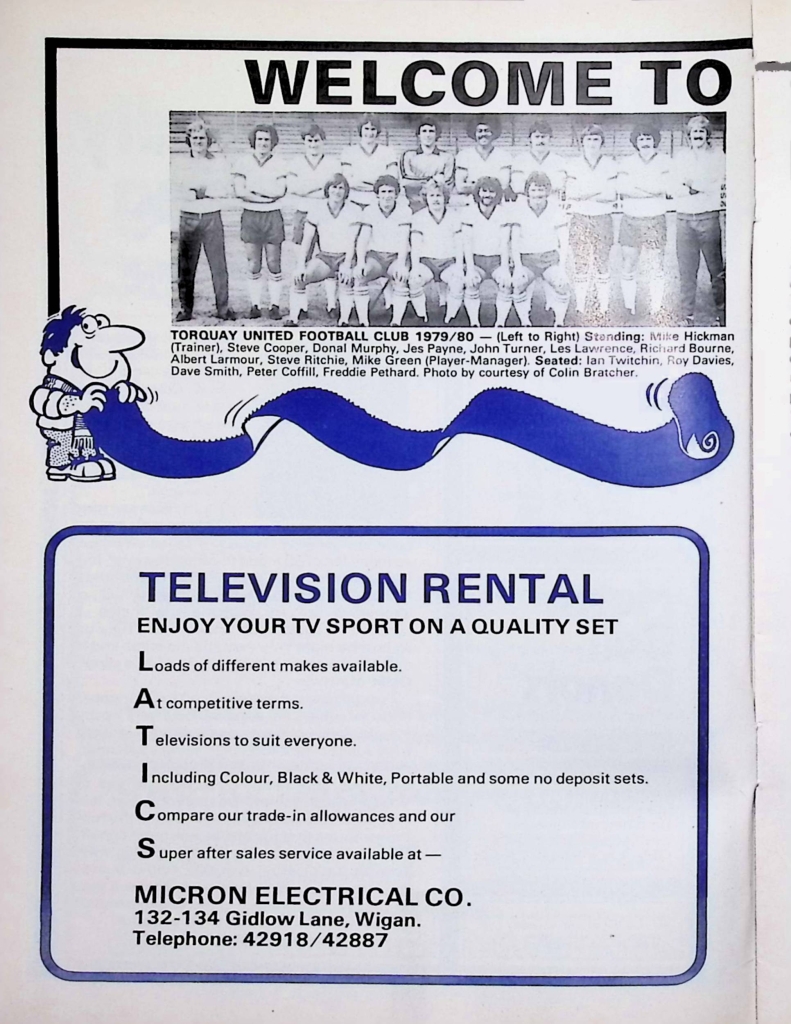 WELCOME TO
TORQUAY UNITED FOOTBALL CLUB 1979/80 — (Left to Right) Standing: Mike Hickman
(Trainer), Steve Cooper, Donal Murphy, Jes Payne, John Turner, Les Lawrence, Richard Bourne,
Albert Larmour, Steve Ritchie, Mike Green (Player-Manager). Seated: Ian Twitchin, Roy Davies,
Dave Smith, Peter Coffill, Freddie Pethard. Photo by courtesy of Colin Bratcher.
TELEVISION RENTAL
ENJOY YOUR TV SPORT ON A QUALITY SET
Loads of different makes available.
At competitive terms.
Televisions to suit everyone.
Including Colour, Black & White, Portable and some no deposit sets.
Compare our trade-in allowances and our
Super after sales service available at —
MICRON ELECTRICAL CO.
132-134 Gidlow Lane, Wigan.
Telephone: 42918/42887